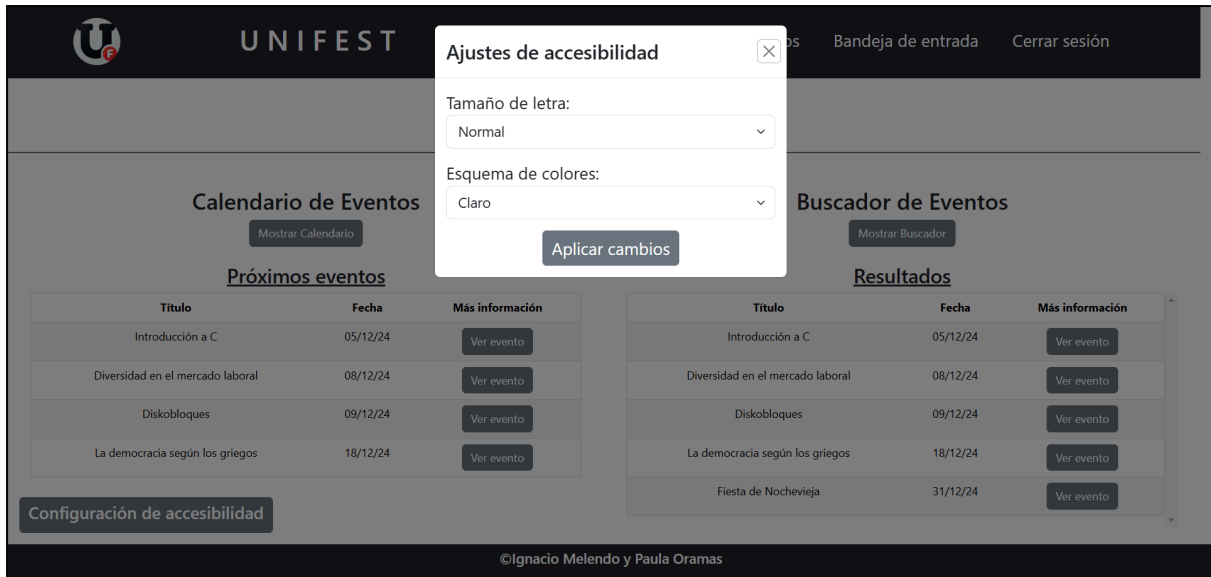 UNIFEST
os
Bandeja de entrada
Cerrar sesión
Ajustes de accesibilidad
Tamaño de letra:
Normal
Esquema de colores:
Claro
Aplicar cambios
Calendario de Eventos
Mostrar Calendario
Próximos eventos
Título Fecha Más información
Introducción a C 05/12/24 Ver evento
Diversidad en el mercado laboral 08/12/24 Ver evento
Diskobloques 09/12/24 Ver evento
La democracia según los griegos 18/12/24 Ver evento
Configuración de accesibilidad
Buscador de Eventos
Mostrar Buscador
Resultados
Título Fecha Más información
Introducción a C 05/12/24 Ver evento
Diversidad en el mercado laboral 08/12/24 Ver evento
Diskobloques 09/12/24 Ver evento
La democracia según los griegos 18/12/24 Ver evento
Fiesta de Nochevieja 31/12/24 Ver evento
©Ignacio Melendo y Paula Oramas